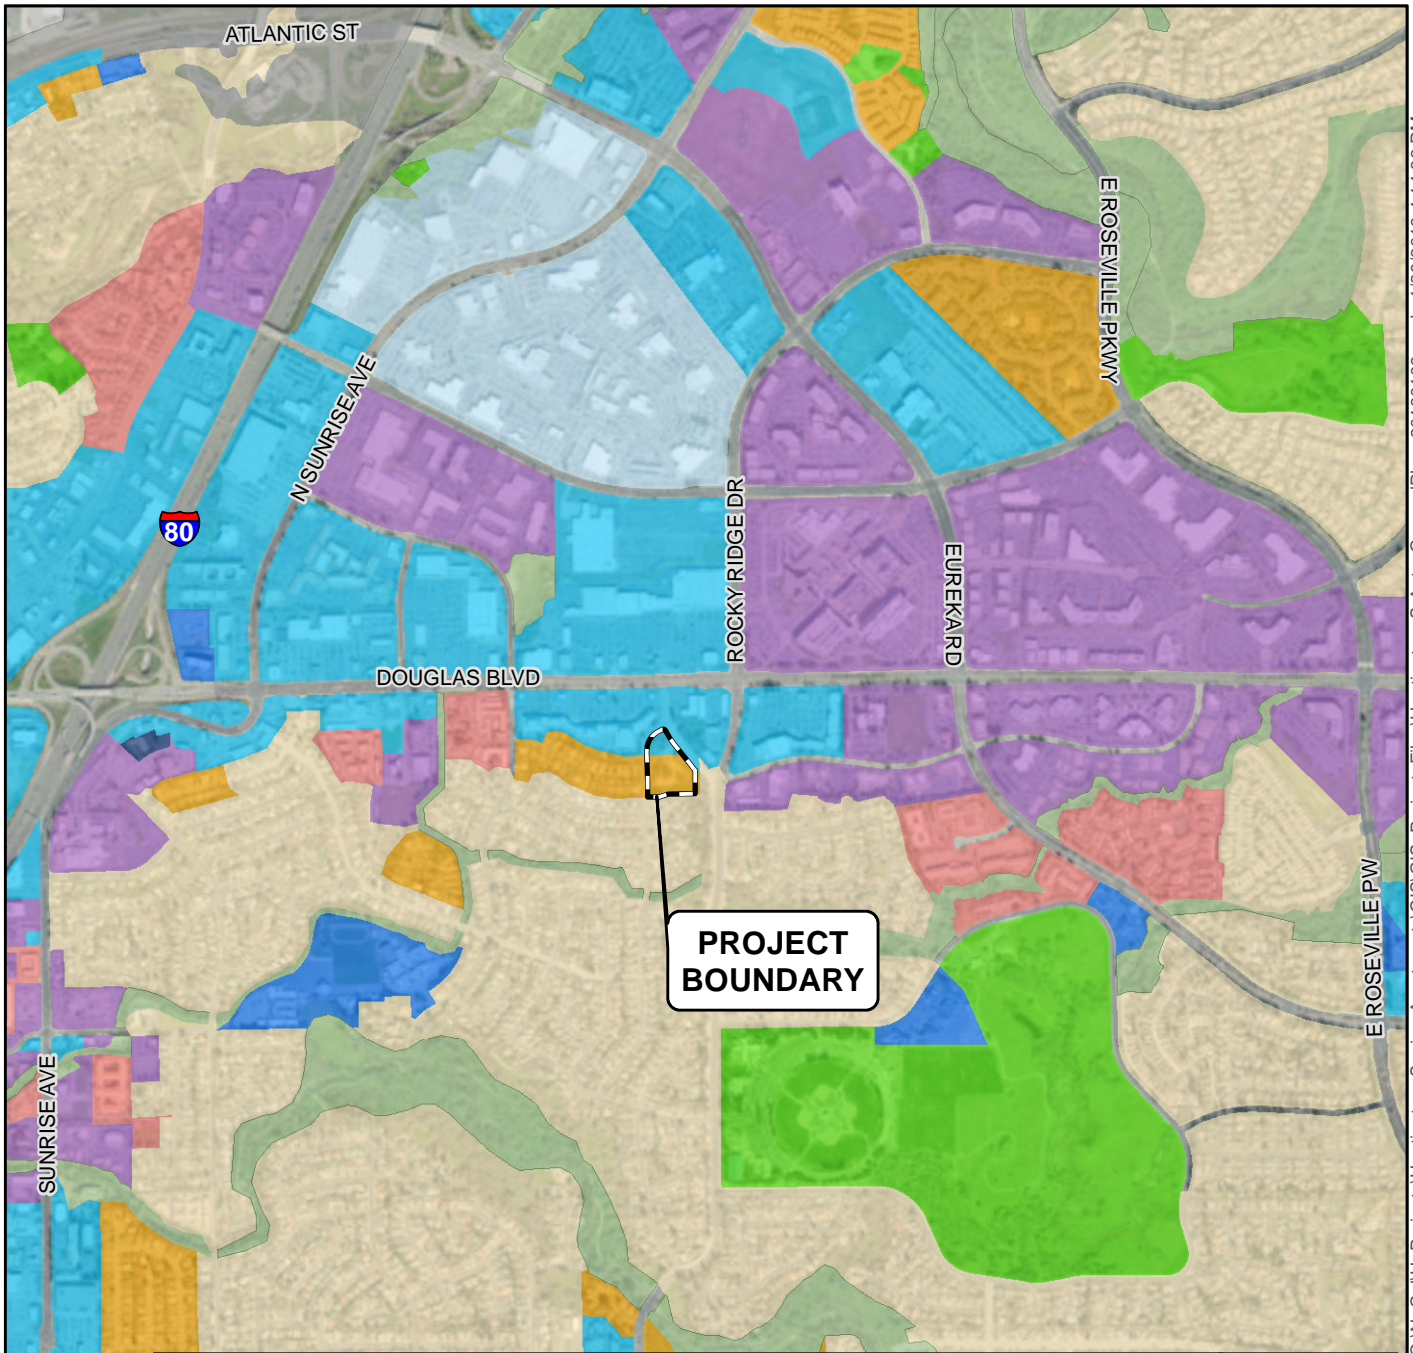 ATLANTIC ST
E ROSEVILLE PKWY
N SUNRISE AVE
80
ROCKY RIDGE DR
EUREKA RD
DOUGLAS BLVD
PROJECT
BOUNDARY
E ROSEVILLE PW
SUNRISE AVE